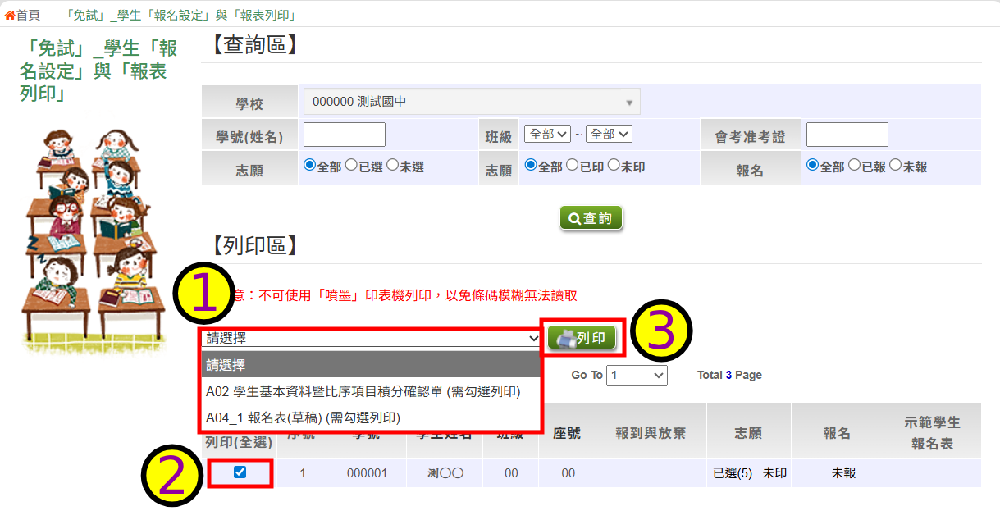 首頁 「免試」_學生「報名設定」與「報表列印」
「免試」_學生「報
名設定」與「報表
列印」
【查詢區】
學校 000000 測試國中
學號(姓名) 班級 全部 ~ 全部 會考准考證
志願 全部 已選 未選 志願 全部 已印 未印 報名 全部 已報 未報
查詢
【列印區】
1
意：不可使用「噴墨」印表機列印，以免條碼模糊無法讀取
請選擇 列印 3
請選擇
Go To 1 Total 3 Page
A02 學生基本資料暨比序項目積分確認單 (需勾選列印)
A04_1 報名表(草稿) (需勾選列印)
列印(全選) 序號 學號 學生姓名 班級 座號 報到與放棄 志願 報名 示範學生
報名表
2 1 000001 測〇〇 00 00 已選(5) 未印 未報